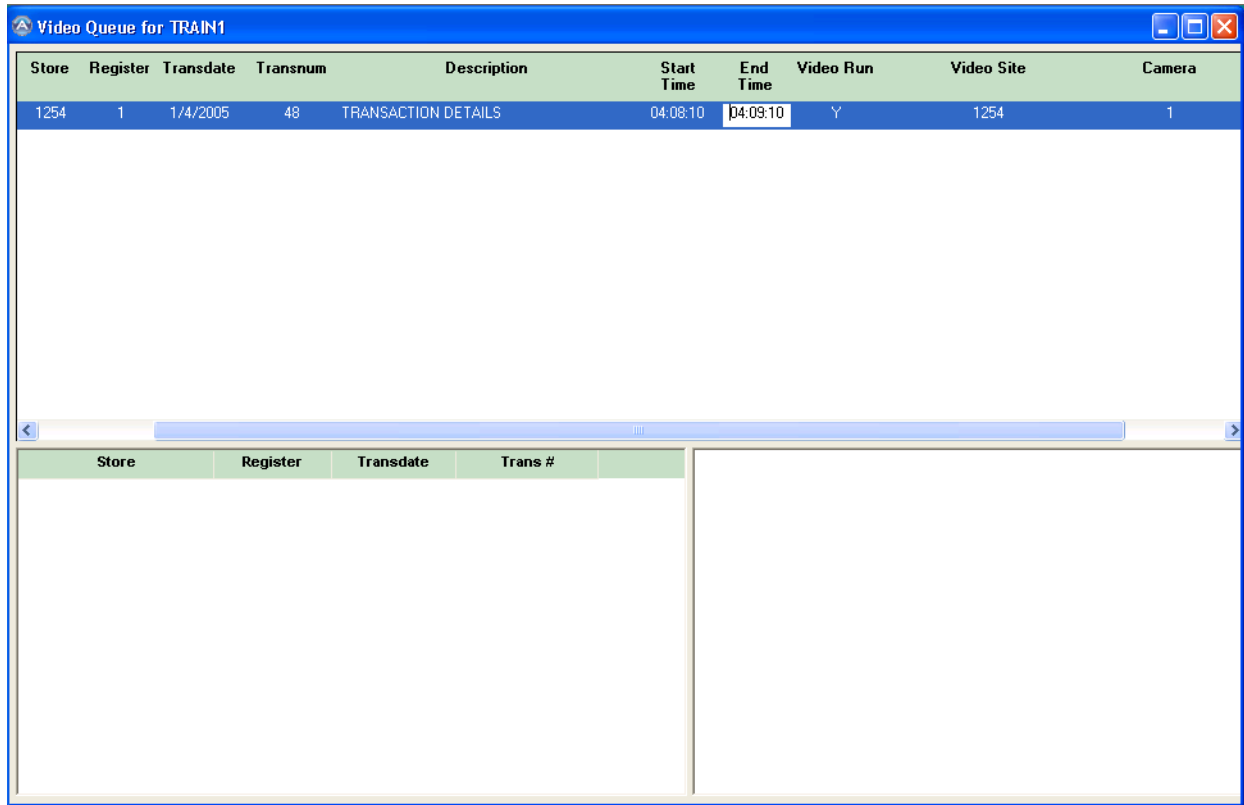 Video Queue for TRAIN1
Store Register Transdate Transnum Description Start Time End Time Video Run Video Site Camera
1254 1 1/4/2005 48 TRANSACTION DETAILS 04:08:10 04:09:10 Y 1254 1
Store Register Transdate Trans #